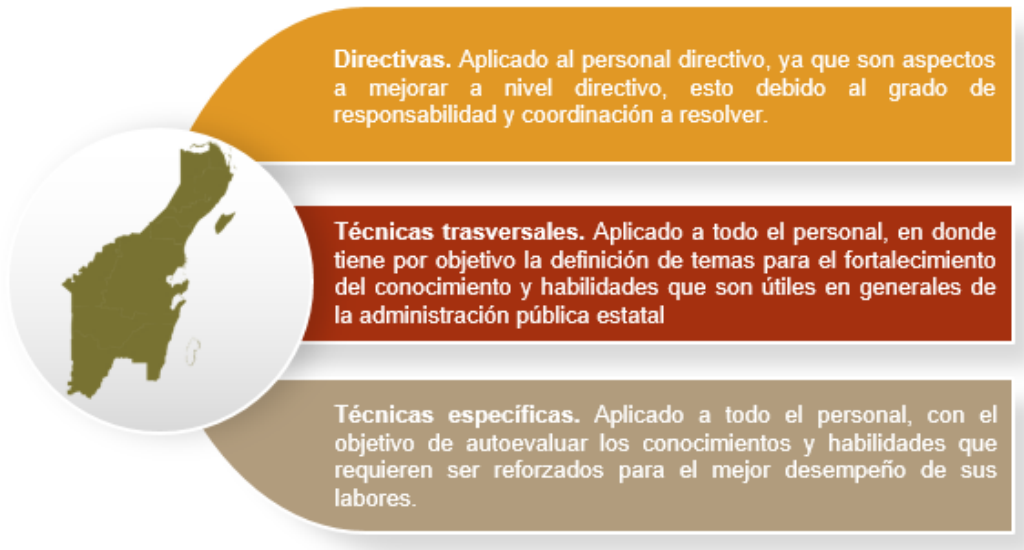 Directivas. Aplicado al personal directivo, ya que son aspectos
a mejorar a nivel directivo, esto debido al grado de
responsabilidad y coordinación a resolver.
Técnicas trasversales. Aplicado a todo el personal, en donde
tiene por objetivo la definición de temas para el fortalecimiento
del conocimiento y habilidades que son útiles en generales de
la administración pública estatal
Técnicas específicas. Aplicado a todo el personal, con el
objetivo de autoevaluar los conocimientos y habilidades que
requieren ser reforzados para el mejor desempeño de sus
labores.